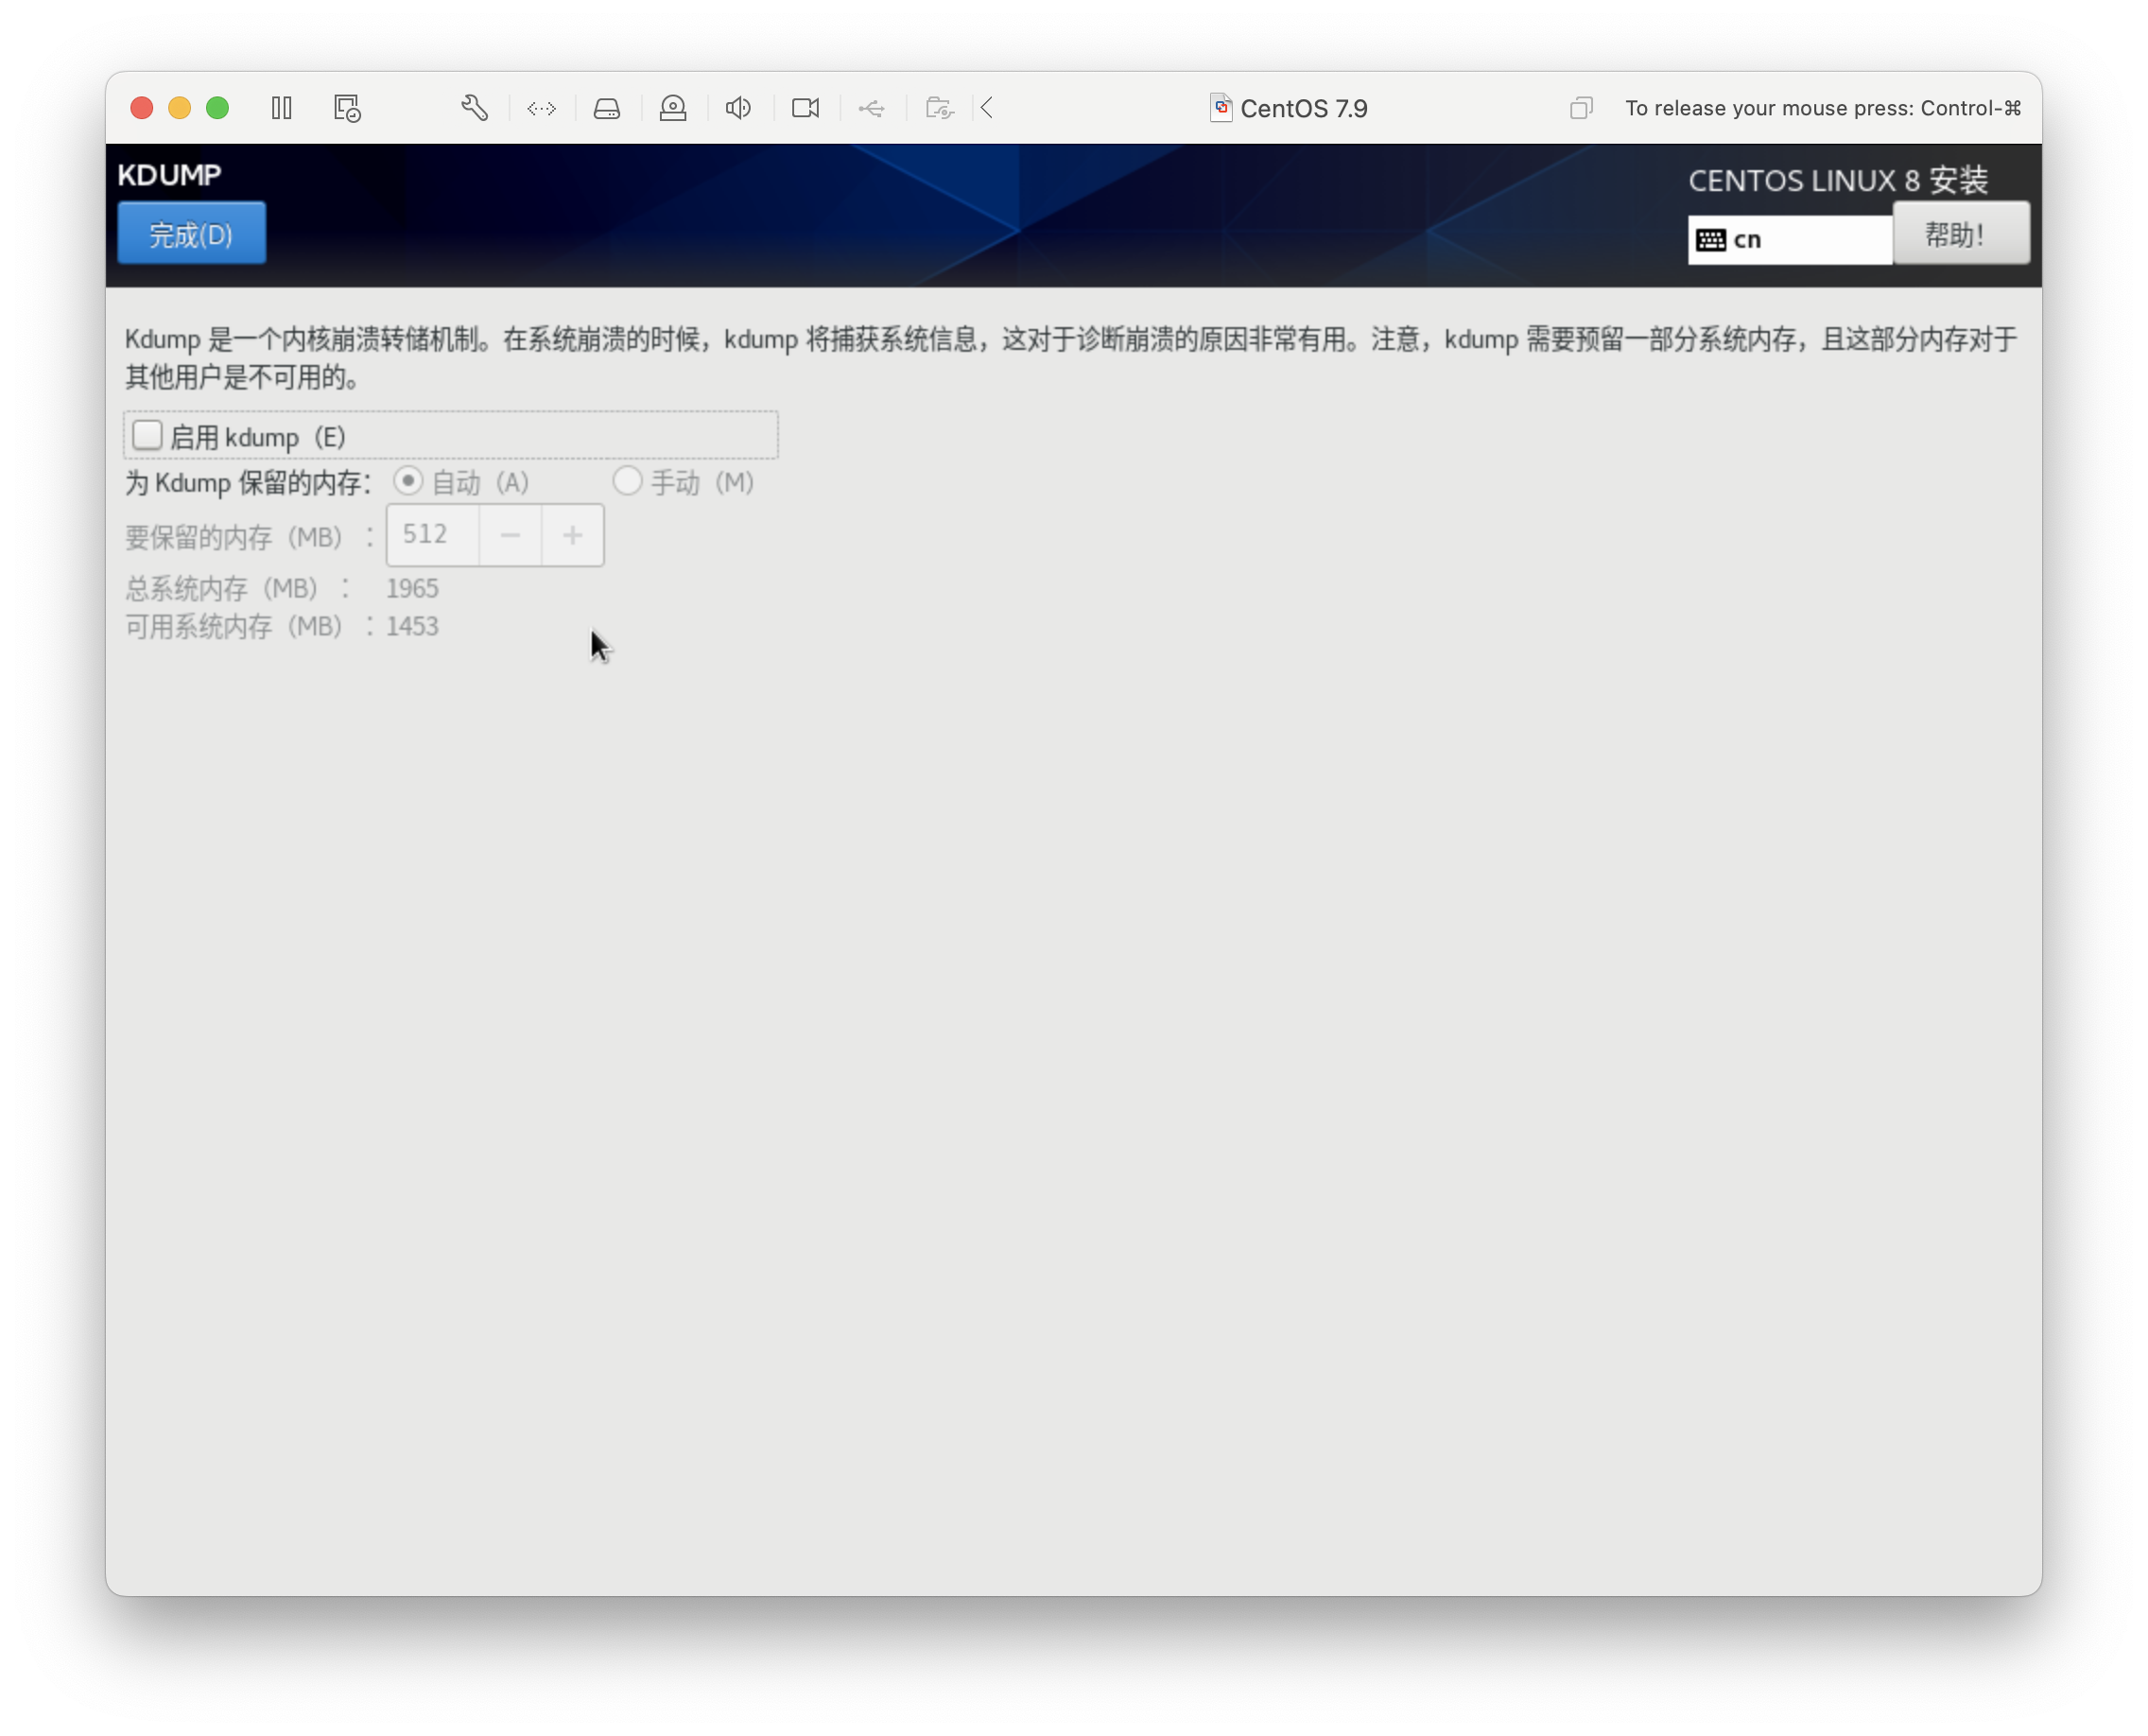 CentOS 7.9
To release your mouse press: Control-⌘
KDUMP
CENTOS LINUX 8 安装
完成(D)
cn
帮助！
Kdump 是一个内核崩溃转储机制。在系统崩溃的时候，kdump 将捕获系统信息，这对于诊断崩溃的原因非常有用。注意，kdump 需要预留一部分系统内存，且这部分内存对于
其他用户是不可用的。
启用 kdump（E）
为 Kdump 保留的内存： 自动（A） 手动（M）
要保留的内存（MB）： 512 − +
总系统内存（MB）： 1965
可用系统内存（MB）：1453